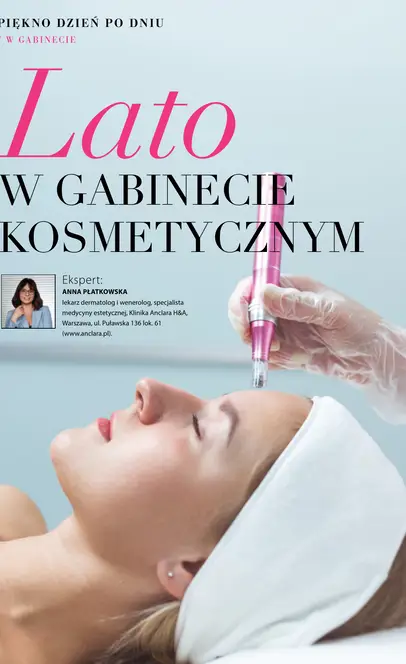 PIĘKNO DZIEŃ PO DNIU
W GABINECIE
Lato
W GABINECIE
KOSMETYCZNYM
Ekspert:
ANNA PŁATKOWSKA
lekarz dermatolog i wenerolog, specjalista
medycyny estetycznej, Klinika Anclara H&A,
Warszawa, ul. Puławska 136 lok. 61
(www.anclara.pl).